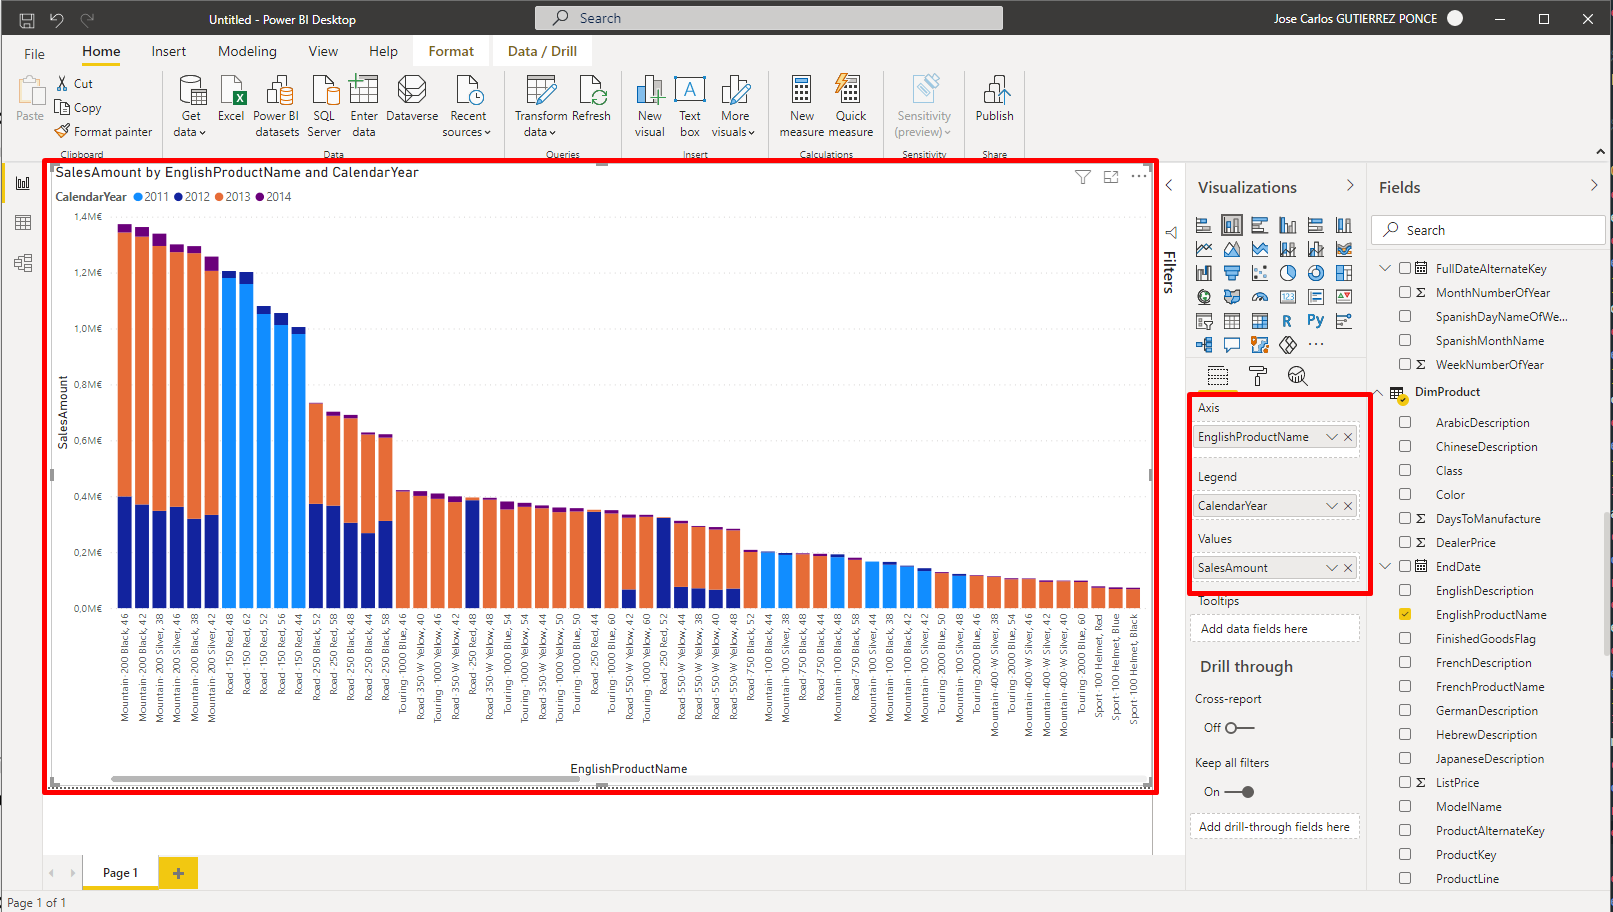 Untitled - Power BI Desktop
Search
Jose Carlos GUTIERREZ PONCE
File
Home
Insert
Modeling
View
Help
Format
Data / Drill
Paste
Cut
Copy
Format painter
Clipboard
Get data
Excel
Power BI datasets
SQL Server
Enter data
Dataverse
Recent sources
Data
Transform data
Refresh
Queries
New visual
Text box
More visuals
Insert
New measure
Quick measure
Calculations
Sensitivity (preview)
Sensitivity
Publish
Share
SalesAmount by EnglishProductName and CalendarYear
CalendarYear 2011 2012 2013 2014
1,4M€
1,2M€
1,0M€
0,8M€
0,6M€
0,4M€
0,2M€
0,0M€
SalesAmount
Mountain-200 Black, 46
Mountain-200 Black, 42
Mountain-200 Silver, 38
Mountain-200 Silver, 46
Mountain-200 Black, 38
Mountain-200 Silver, 42
Road-150 Red, 48
Road-150 Red, 62
Road-150 Red, 52
Road-150 Red, 56
Road-150 Red, 44
Road-250 Black, 52
Road-250 Red, 58
Road-250 Black, 48
Road-250 Black, 44
Road-250 Black, 58
Touring-1000 Blue, 46
Road-350-W Yellow, 40
Touring-1000 Yellow, 46
Road-350-W Yellow, 42
Road-250 Red, 48
Road-350-W Yellow, 48
Touring-1000 Blue, 54
Touring-1000 Yellow, 54
Road-350-W Yellow, 44
Touring-1000 Yellow, 50
Touring-1000 Blue, 50
Road-250 Red, 44
Touring-1000 Blue, 60
Road-550-W Yellow, 42
Touring-1000 Yellow, 60
Road-250 Red, 52
Road-550-W Yellow, 44
Road-550-W Yellow, 38
Road-550-W Yellow, 40
Road-550-W Yellow, 48
Road-750 Black, 52
Mountain-100 Black, 44
Mountain-100 Black, 38
Road-750 Black, 48
Road-750 Black, 44
Mountain-100 Black, 48
Road-750 Black, 58
Mountain-100 Silver, 44
Mountain-100 Silver, 38
Mountain-100 Black, 42
Mountain-100 Silver, 42
Touring-2000 Blue, 50
Mountain-100 Silver, 48
Touring-2000 Blue, 46
Mountain-400-W Silver, 38
Touring-2000 Blue, 54
Mountain-400-W Silver, 46
Mountain-400-W Silver, 42
Mountain-400-W Silver, 40
Touring-2000 Blue, 60
Sport-100 Helmet, Red
Sport-100 Helmet, Blue
Sport-100 Helmet, Black
EnglishProductName
Filters
Visualizations
123
R
Py
Axis
EnglishProductName
Legend
CalendarYear
Values
SalesAmount
Tooltips
Add data fields here
Drill through
Cross-report
Off
Keep all filters
On
Add drill-through fields here
Fields
Search
FullDateAlternateKey
MonthNumberOfYear
SpanishDayNameOfWe...
SpanishMonthName
WeekNumberOfYear
DimProduct
ArabicDescription
ChineseDescription
Class
Color
DaysToManufacture
DealerPrice
EndDate
EnglishDescription
EnglishProductName
FinishedGoodsFlag
FrenchDescription
FrenchProductName
GermanDescription
HebrewDescription
JapaneseDescription
ListPrice
ModelName
ProductAlternateKey
ProductKey
ProductLine
Page 1
Page 1 of 1